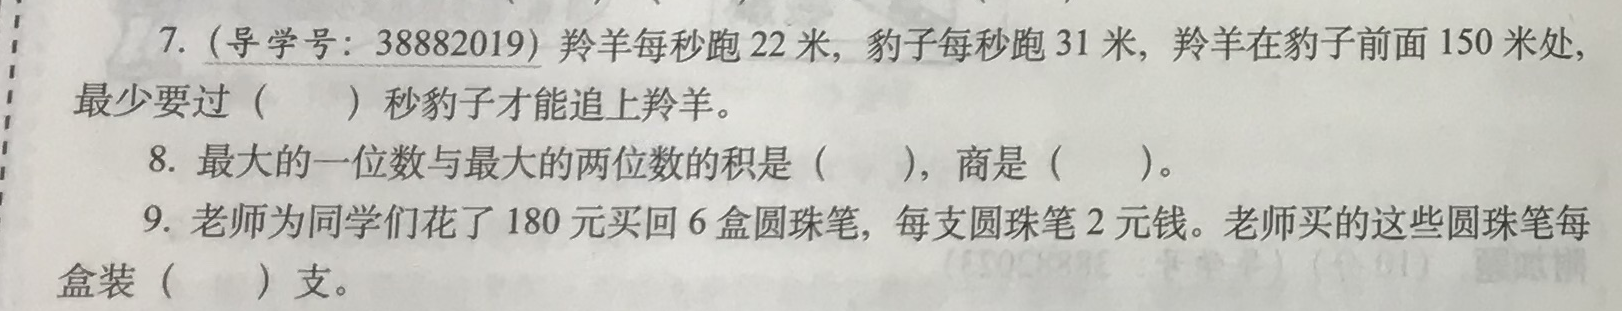 7. (导学号：38882019) 羚羊每秒跑 22 米，豹子每秒跑 31 米，羚羊在豹子前面 150 米处，
最少要过（　　）秒豹子才能追上羚羊。
8. 最大的一位数与最大的两位数的积是（　　），商是（　　）。
9. 老师为同学们花了 180 元买回 6 盒圆珠笔，每支圆珠笔 2 元钱。老师买的这些圆珠笔每
盒装（　　）支。